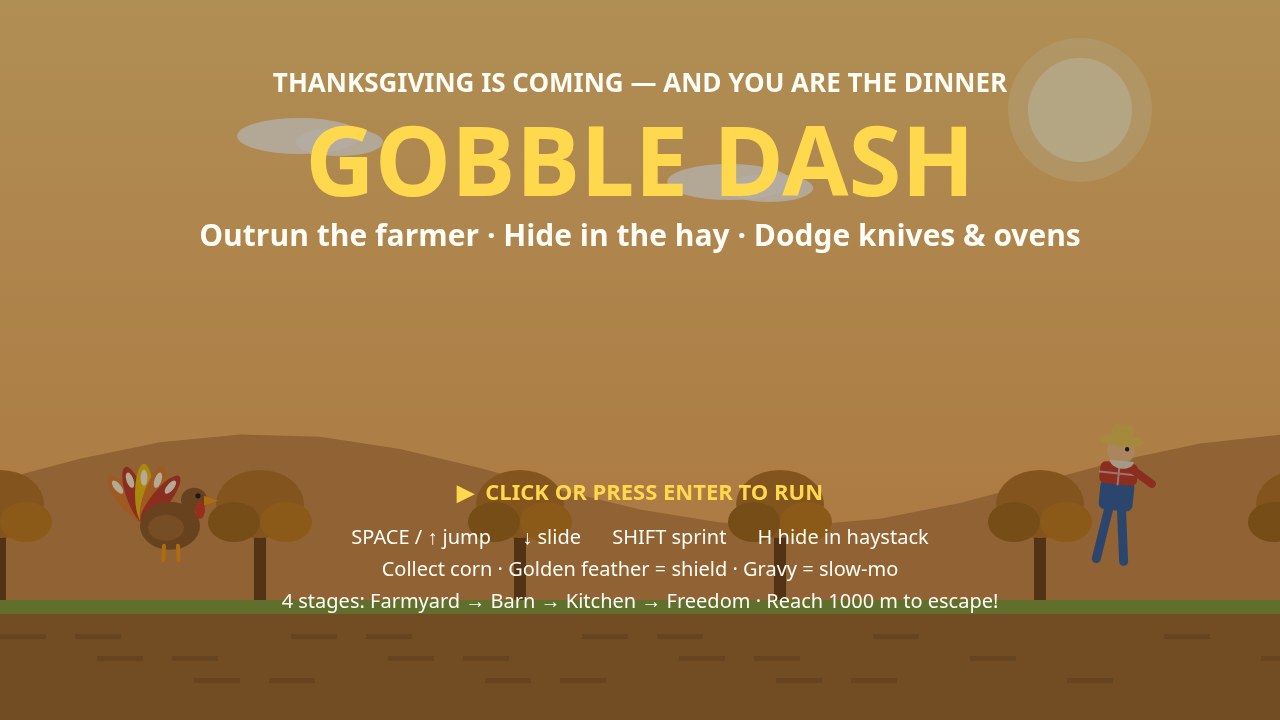 THANKSGIVING IS COMING — AND YOU ARE THE DINNER
GOBBLE DASH
Outrun the farmer · Hide in the hay · Dodge knives & ovens
▶ CLICK OR PRESS ENTER TO RUN
SPACE / ↑ jump ↓ slide SHIFT sprint H hide in haystack
Collect corn · Golden feather = shield · Gravy = slow-mo
4 stages: Farmyard → Barn → Kitchen → Freedom · Reach 1000 m to escape!